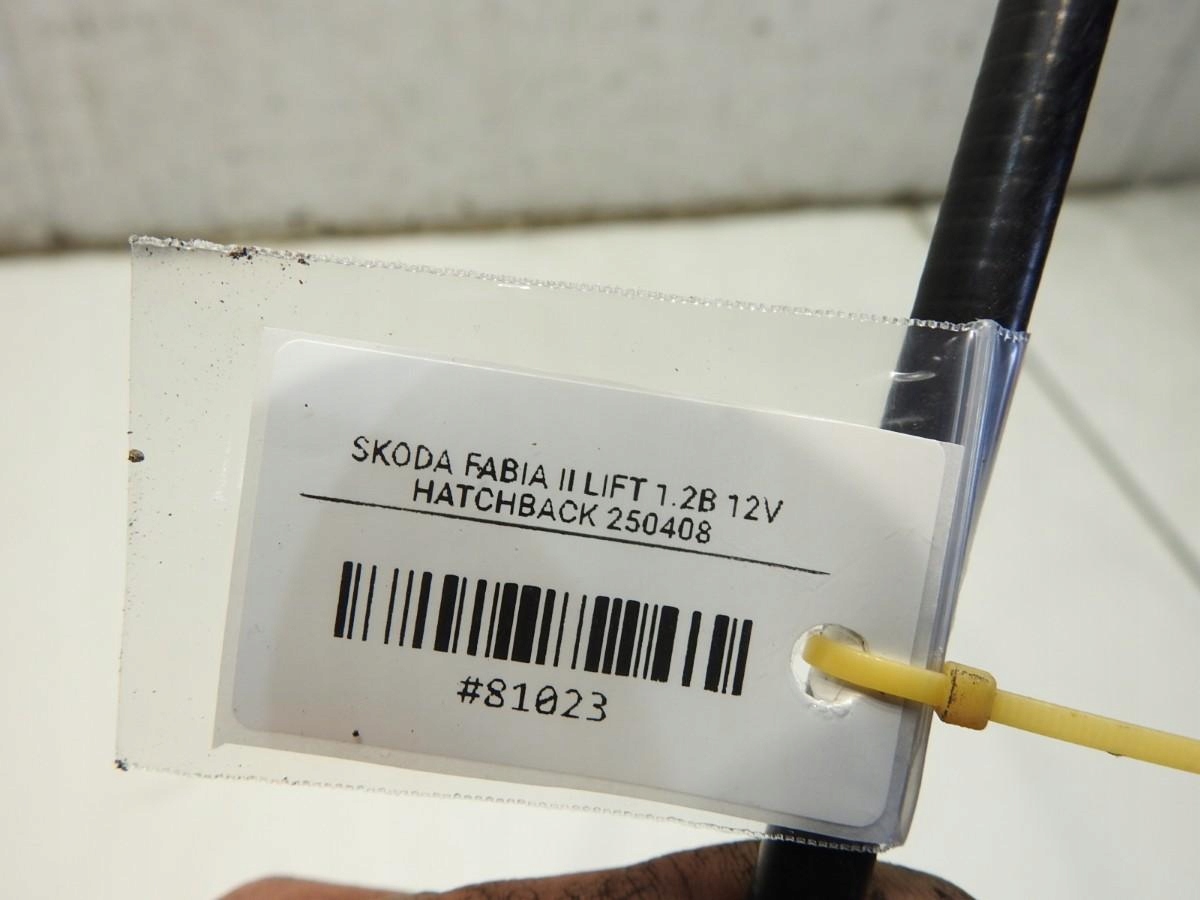 SKODA FABIA II LIFT 1.2B 12V
HATCHBACK 250408
#81023